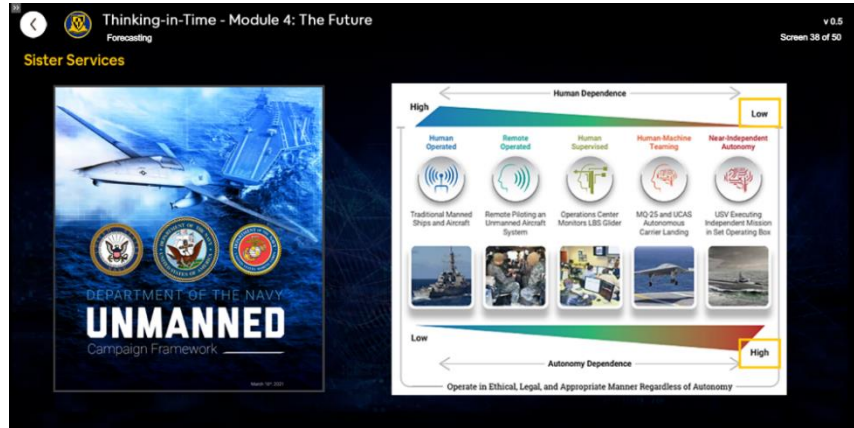 Thinking-in-Time - Module 4: The Future
Forecasting
v 0.5
Screen 38 of 50
Sister Services
DEPARTMENT OF THE NAVY
UNMANNED
Campaign Framework
March 16th, 2021
Human Dependence
High
Low
Human
Operated
Remote
Operated
Human
Supervised
Human-Machine
Teaming
Near-Independent
Autonomy
Traditional Manned
Ships and Aircraft
Remote Piloting an
Unmanned Aircraft
System
Operations Center
Monitors LBS Glider
MQ-25 and UCAS
Autonomous
Carrier Landing
USV Executing
Independent Mission
in Set Operating Box
Low
High
Autonomy Dependence
Operate in Ethical, Legal, and Appropriate Manner Regardless of Autonomy